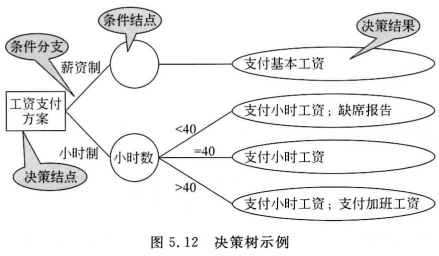 条件结点
决策结果
条件分支
薪资制
支付基本工资
工资支付
方案
支付小时工资；缺席报告
<40
小时制
小时数
=40
支付小时工资
决策结点
>40
支付小时工资；支付加班工资
图 5.12 决策树示例